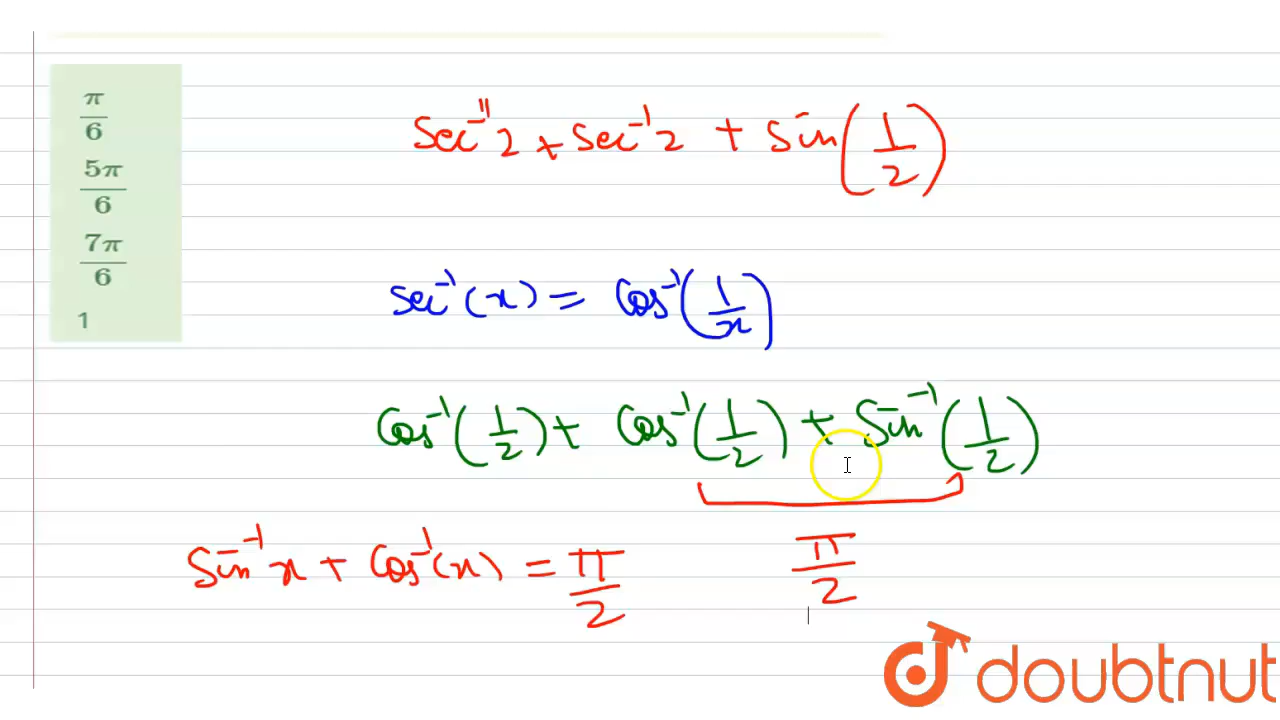 π/6
5π/6
7π/6
1
sec⁻¹2 + sec⁻¹2 + sin(1/2)
sec⁻¹(x) = cos⁻¹(1/x)
cos⁻¹(1/2) + cos⁻¹(1/2) + sin⁻¹(1/2)
sin⁻¹x + cos⁻¹(x) = π/2
π/2
doubtnut